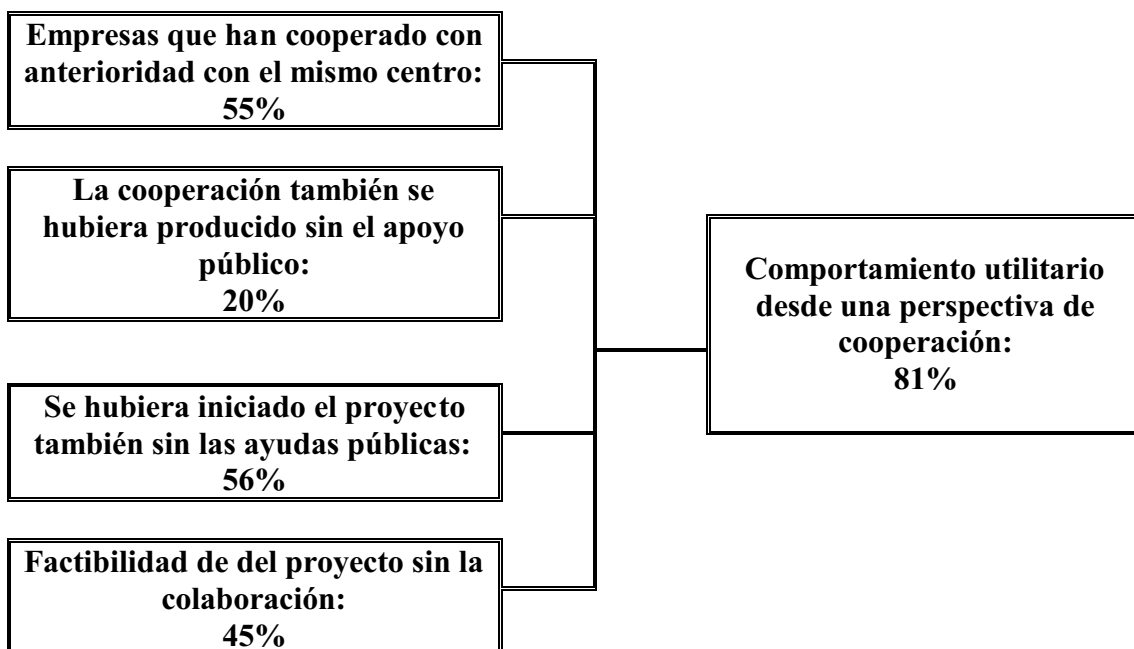 Empresas que han cooperado con
anterioridad con el mismo centro:
55%
La cooperación también se
hubiera producido sin el apoyo
público:
20%
Se hubiera iniciado el proyecto
también sin las ayudas públicas:
56%
Factibilidad de del proyecto sin la
colaboración:
45%
Comportamiento utilitario
desde una perspectiva de
cooperación:
81%